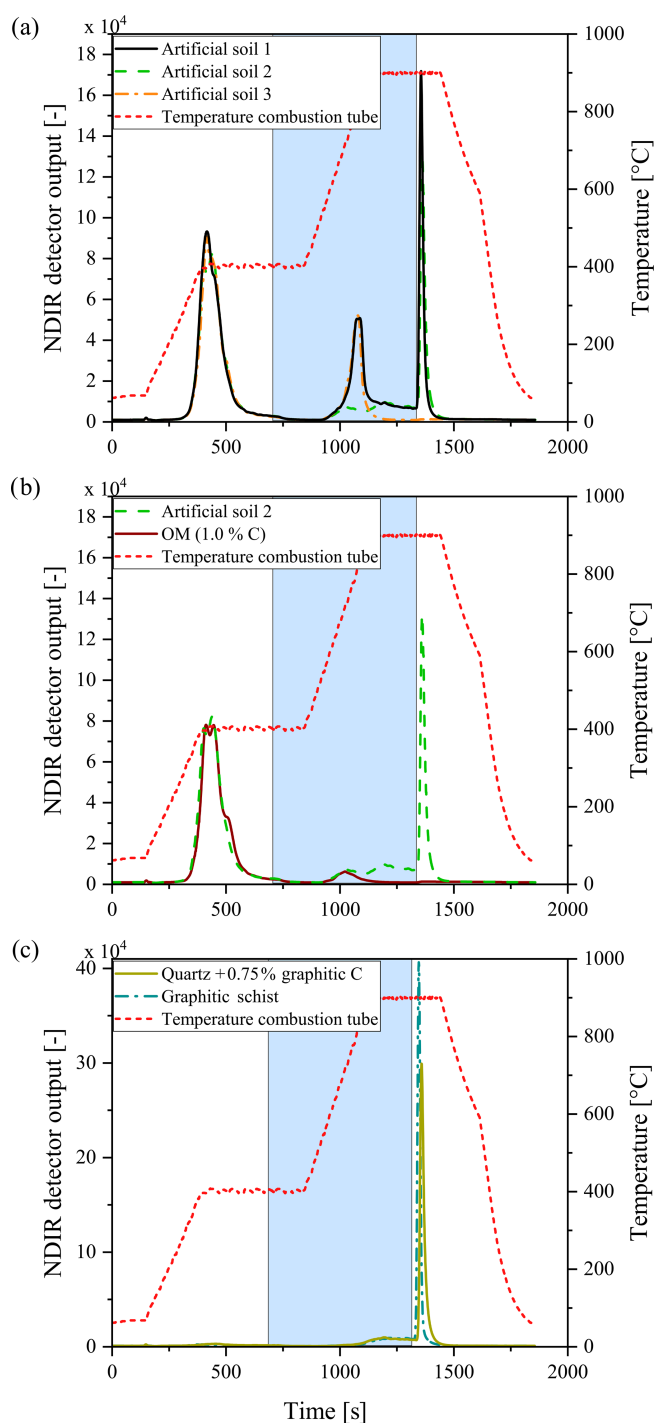 (a)
x 10^4
18
16
14
12
10
8
6
4
2
0
NDIR detector output [-]
Artificial soil 1
Artificial soil 2
Artificial soil 3
Temperature combustion tube
1000
800
600
400
200
0
Temperature [°C]
0 500 1000 1500 2000
(b)
x 10^4
18
16
14
12
10
8
6
4
2
0
NDIR detector output [-]
Artificial soil 2
OM (1.0 % C)
Temperature combustion tube
1000
800
600
400
200
0
Temperature [°C]
0 500 1000 1500 2000
(c)
x 10^4
40
30
20
10
0
NDIR detector output [-]
Quartz + 0.75% graphitic C
Graphitic schist
Temperature combustion tube
1000
800
600
400
200
0
Temperature [°C]
0 500 1000 1500 2000
Time [s]